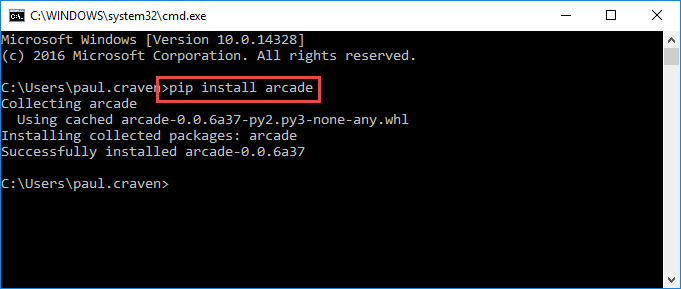 C:\WINDOWS\system32\cmd.exe
Microsoft Windows [Version 10.0.14328]
(c) 2016 Microsoft Corporation. All rights reserved.
C:\Users\paul.craven>pip install arcade
Collecting arcade
  Using cached arcade-0.0.6a37-py2.py3-none-any.whl
Installing collected packages: arcade
Successfully installed arcade-0.0.6a37
C:\Users\paul.craven>